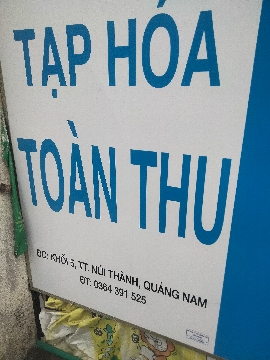 TẠP HÓA
TOÀN THU
ĐC: KHỐI 5, TT. NÚI THÀNH, QUẢNG NAM
ĐT: 0364 391 525